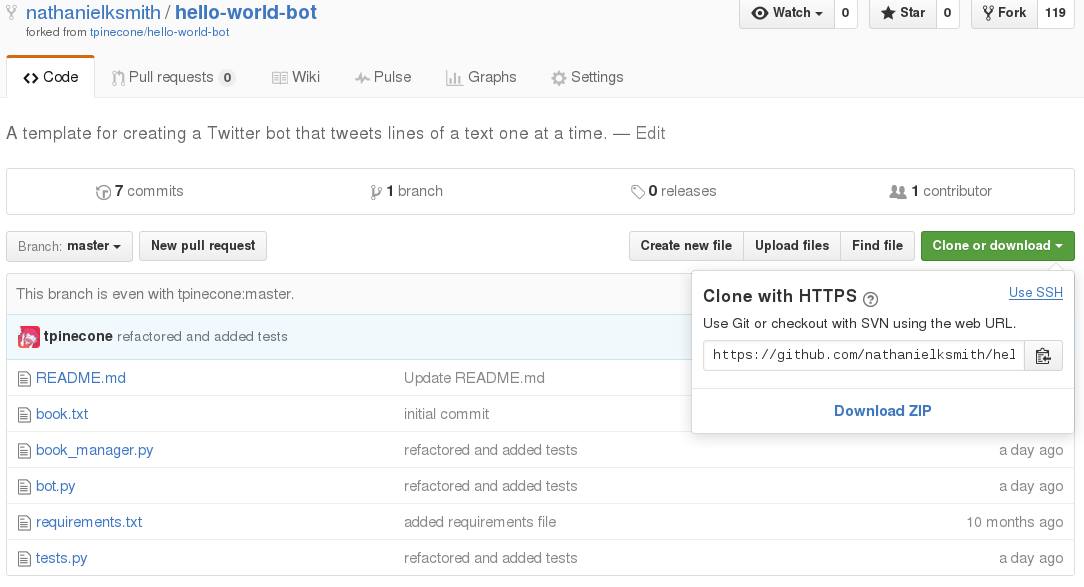 nathanielksmith / hello-world-bot
forked from tpinecone/hello-world-bot
Watch 0 Star 0 Fork 119
Code Pull requests 0 Wiki Pulse Graphs Settings
A template for creating a Twitter bot that tweets lines of a text one at a time. — Edit
7 commits 1 branch 0 releases 1 contributor
Branch: master New pull request Create new file Upload files Find file Clone or download
This branch is even with tpinecone:master.
Clone with HTTPS ? Use SSH
Use Git or checkout with SVN using the web URL.
https://github.com/nathanielksmith/hel
Download ZIP
tpinecone refactored and added tests
README.md Update README.md
book.txt initial commit
book_manager.py refactored and added tests a day ago
bot.py refactored and added tests a day ago
requirements.txt added requirements file 10 months ago
tests.py refactored and added tests a day ago